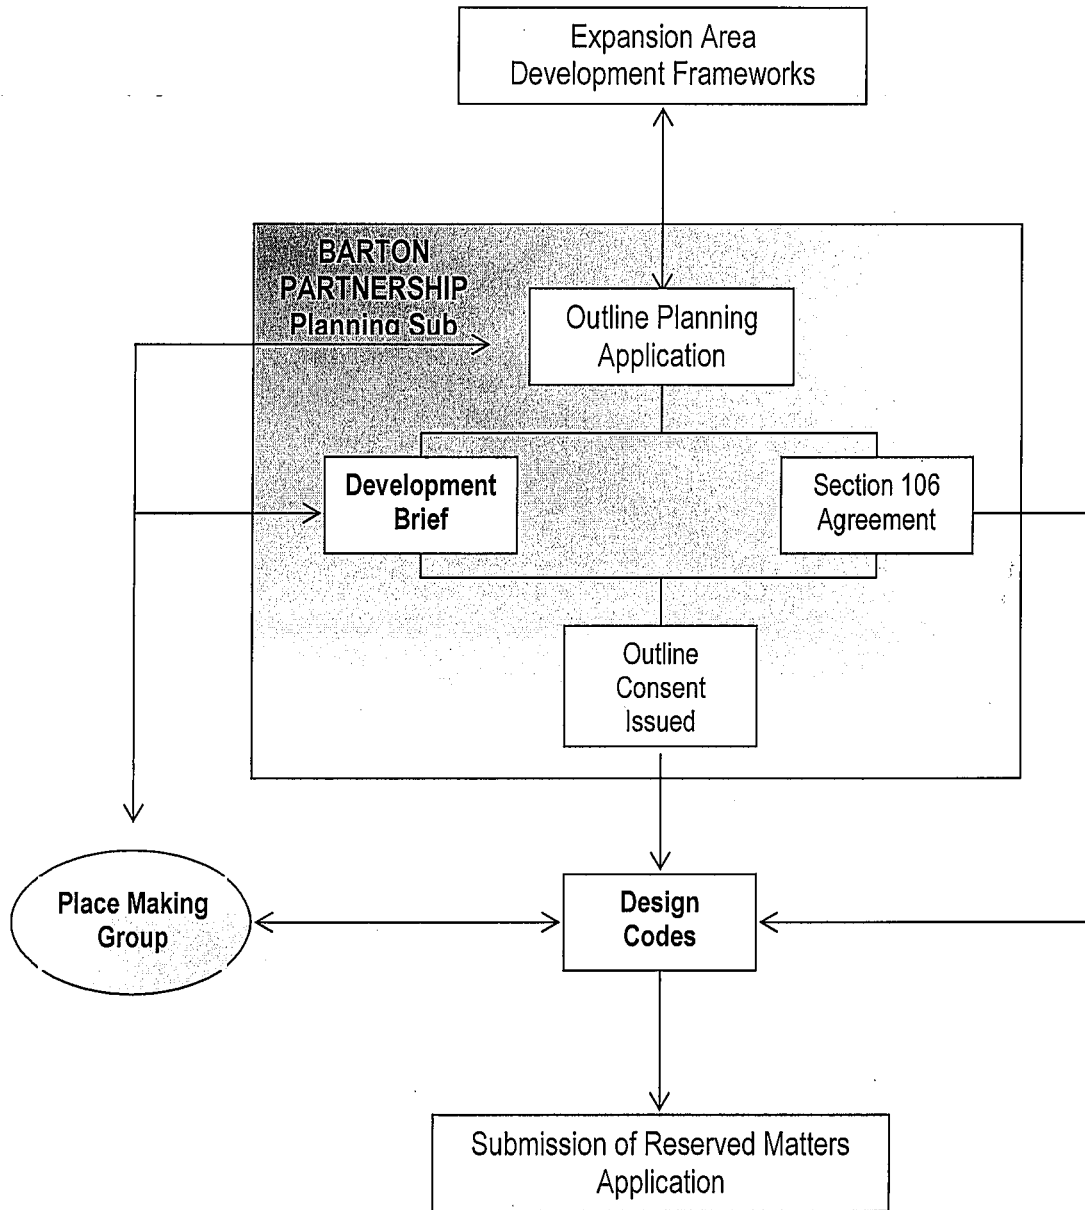 Expansion Area
Development Frameworks
BARTON
PARTNERSHIP
Planning Sub
Outline Planning
Application
Development
Brief
Section 106
Agreement
Outline
Consent
Issued
Place Making
Group
Design
Codes
Submission of Reserved Matters
Application